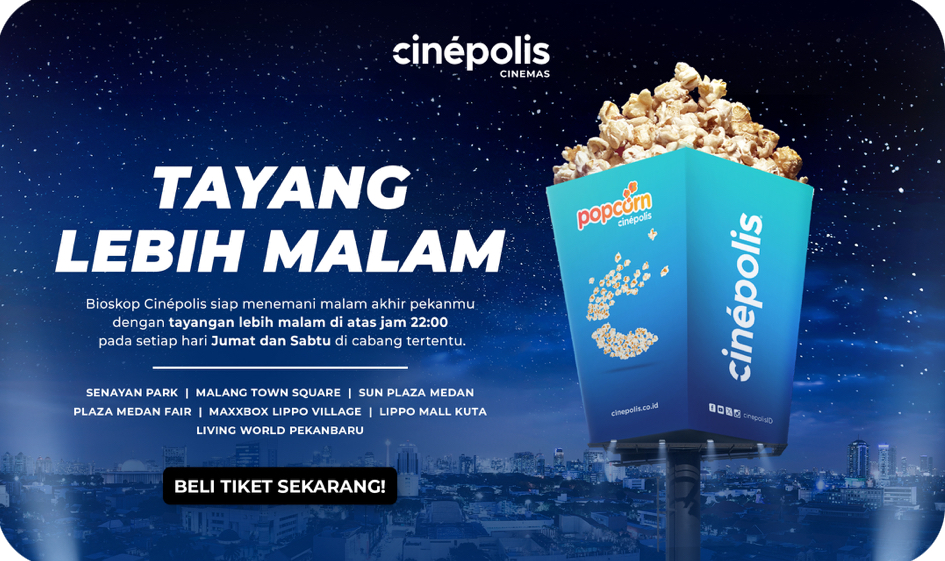 cinépolis
CINEMAS
TAYANG
LEBIH MALAM
Bioskop Cinépolis siap menemani malam akhir pekanmu
dengan tayangan lebih malam di atas jam 22:00
pada setiap hari Jumat dan Sabtu di cabang tertentu.
SENAYAN PARK | MALANG TOWN SQUARE | SUN PLAZA MEDAN
PLAZA MEDAN FAIR | MAXXBOX LIPPO VILLAGE | LIPPO MALL KUTA
LIVING WORLD PEKANBARU
BELI TIKET SEKARANG!
popcorn
cinépolis
cinepolis.co.id
cinépolis
cinepolisID